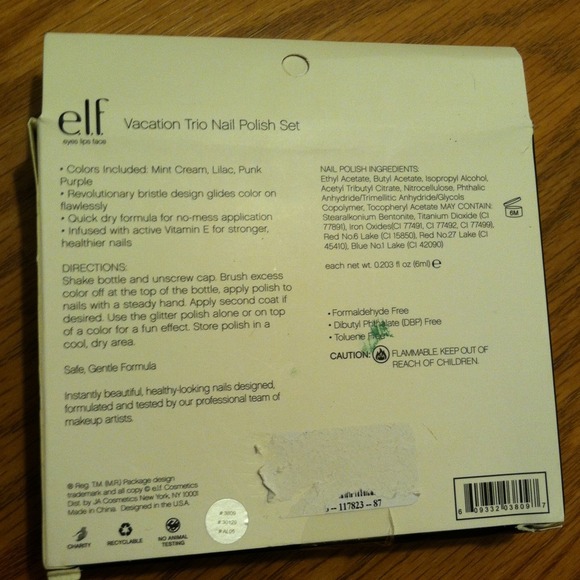 e.l.f.
eyes lips face
Vacation Trio Nail Polish Set
• Colors Included: Mint Cream, Lilac, Punk
Purple
• Revolutionary bristle design glides color on
flawlessly
• Quick dry formula for no-mess application
• Infused with active Vitamin E for stronger,
healthier nails
DIRECTIONS:
Shake bottle and unscrew cap. Brush excess
color off at the top of the bottle, apply polish to
nails with a steady hand. Apply second coat if
desired. Use the glitter polish alone or on top
of a color for a fun effect. Store polish in a
cool, dry area.
Safe, Gentle Formula
Instantly beautiful, healthy-looking nails designed,
formulated and tested by our professional team of
makeup artists.
® Reg. TM. (M.R.) Package design
trademark and all copy © e.l.f. Cosmetics
Dist. by JA Cosmetics New York, NY 10001
Made in China. Designed in the U.S.A.
CHARITY
RECYCLABLE
NO ANIMAL
TESTING
NAIL POLISH INGREDIENTS:
Ethyl Acetate, Butyl Acetate, Isopropyl Alcohol,
Acetyl Tributyl Citrate, Nitrocellulose, Phthalic
Anhydride/Trimellitic Anhydride/Glycols
Copolymer, Tocopheryl Acetate MAY CONTAIN:
Stearalkonium Bentonite, Titanium Dioxide (CI
77891), Iron Oxides(CI 77491, CI 77492, CI 77499),
Red No.6 Lake (CI 15850), Red No.27 Lake (CI
45410), Blue No.1 Lake (CI 42090)
6M
each net wt. 0.203 fl oz (6ml) e
• Formaldehyde Free
• Dibutyl Phthalate (DBP) Free
• Toluene Free
CAUTION: FLAMMABLE. KEEP OUT OF
REACH OF CHILDREN.
-- 117823 -- 87
6 09332 03809 7